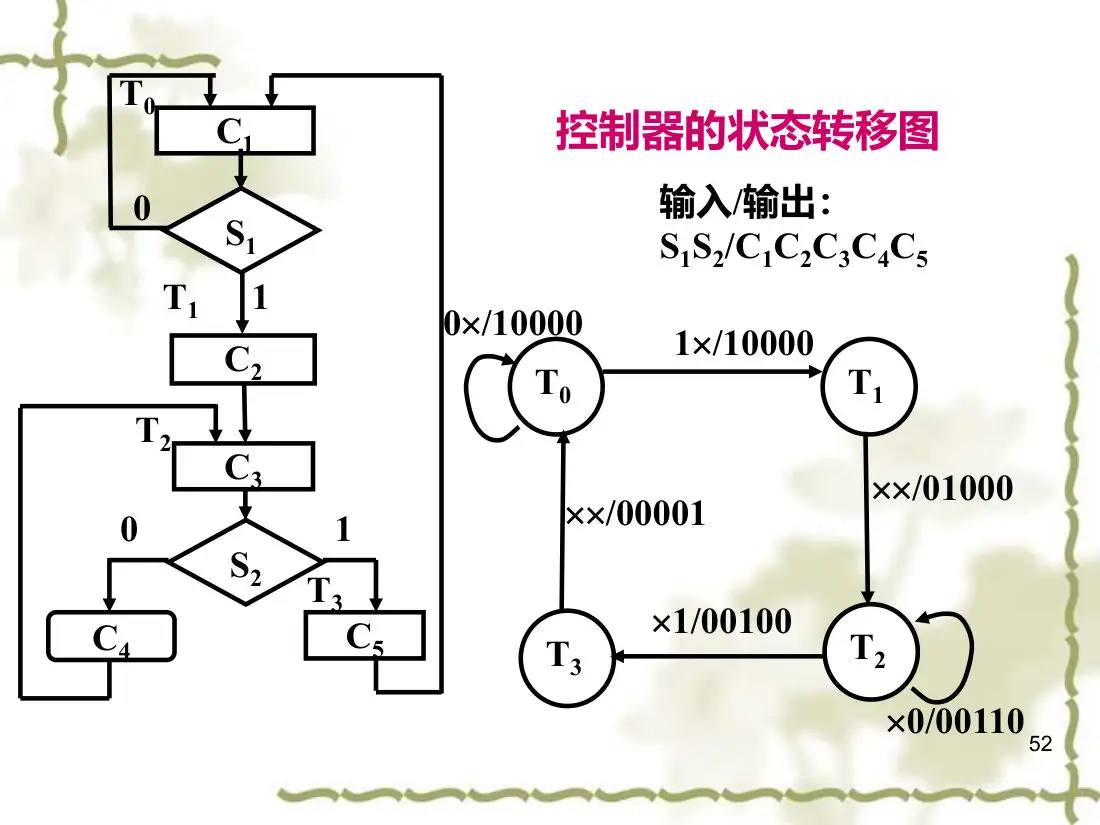 控制器的状态转移图
输入/输出：
S₁S₂/C₁C₂C₃C₄C₅
T₀
C₁
0
S₁
T₁
1
C₂
T₂
C₃
0
1
S₂
T₃
C₄
C₅
0×/10000
1×/10000
T₀
T₁
××/00001
××/01000
×1/00100
T₃
T₂
×0/00110
52